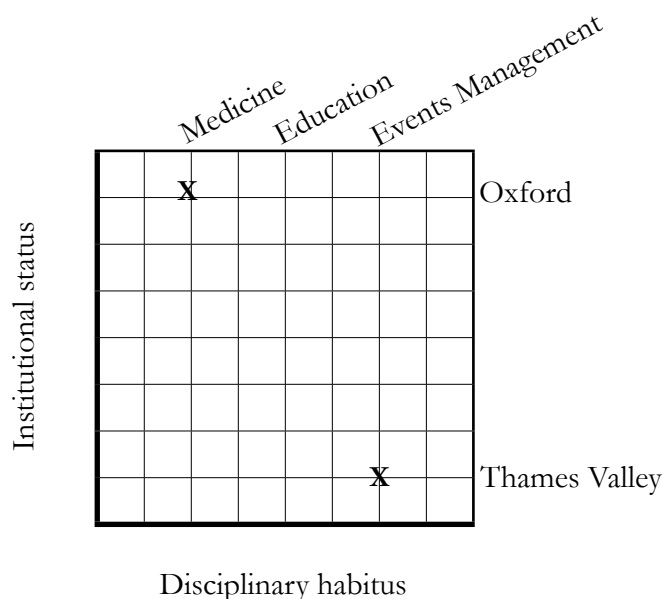 Medicine
Education
Events Management
X
Oxford
Institutional status
X
Thames Valley
Disciplinary habitus